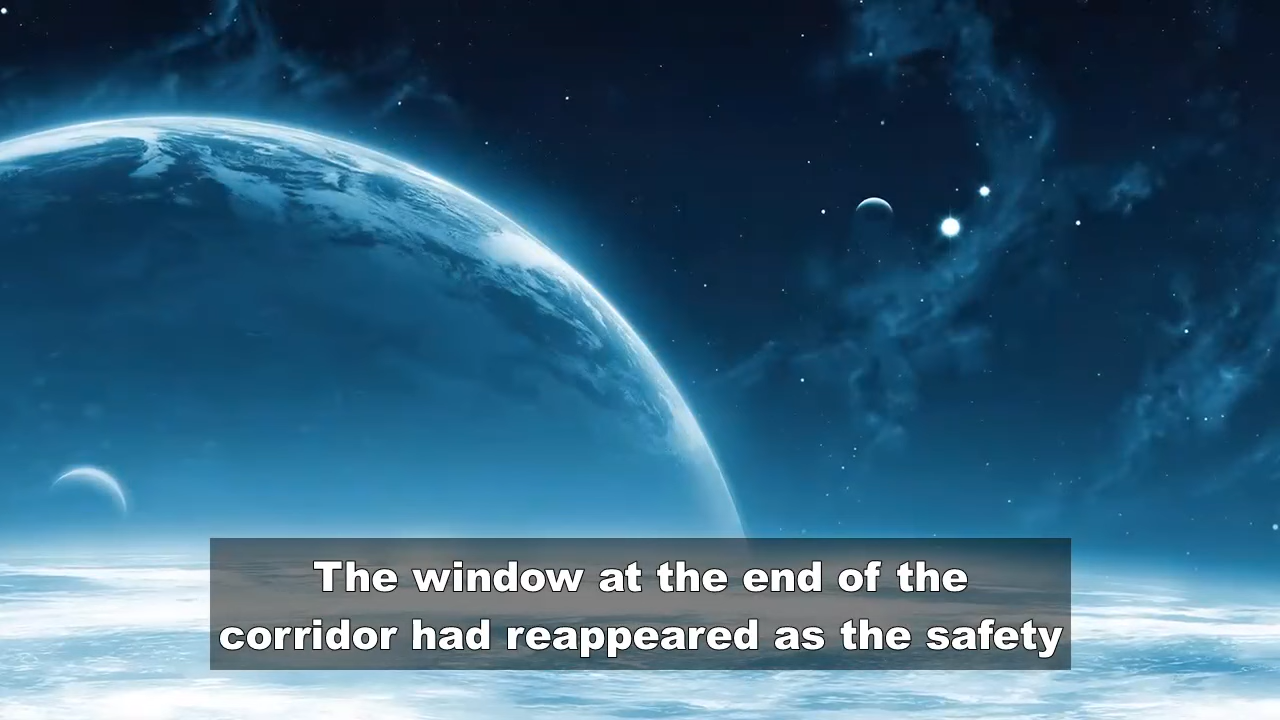 The window at the end of the
corridor had reappeared as the safety